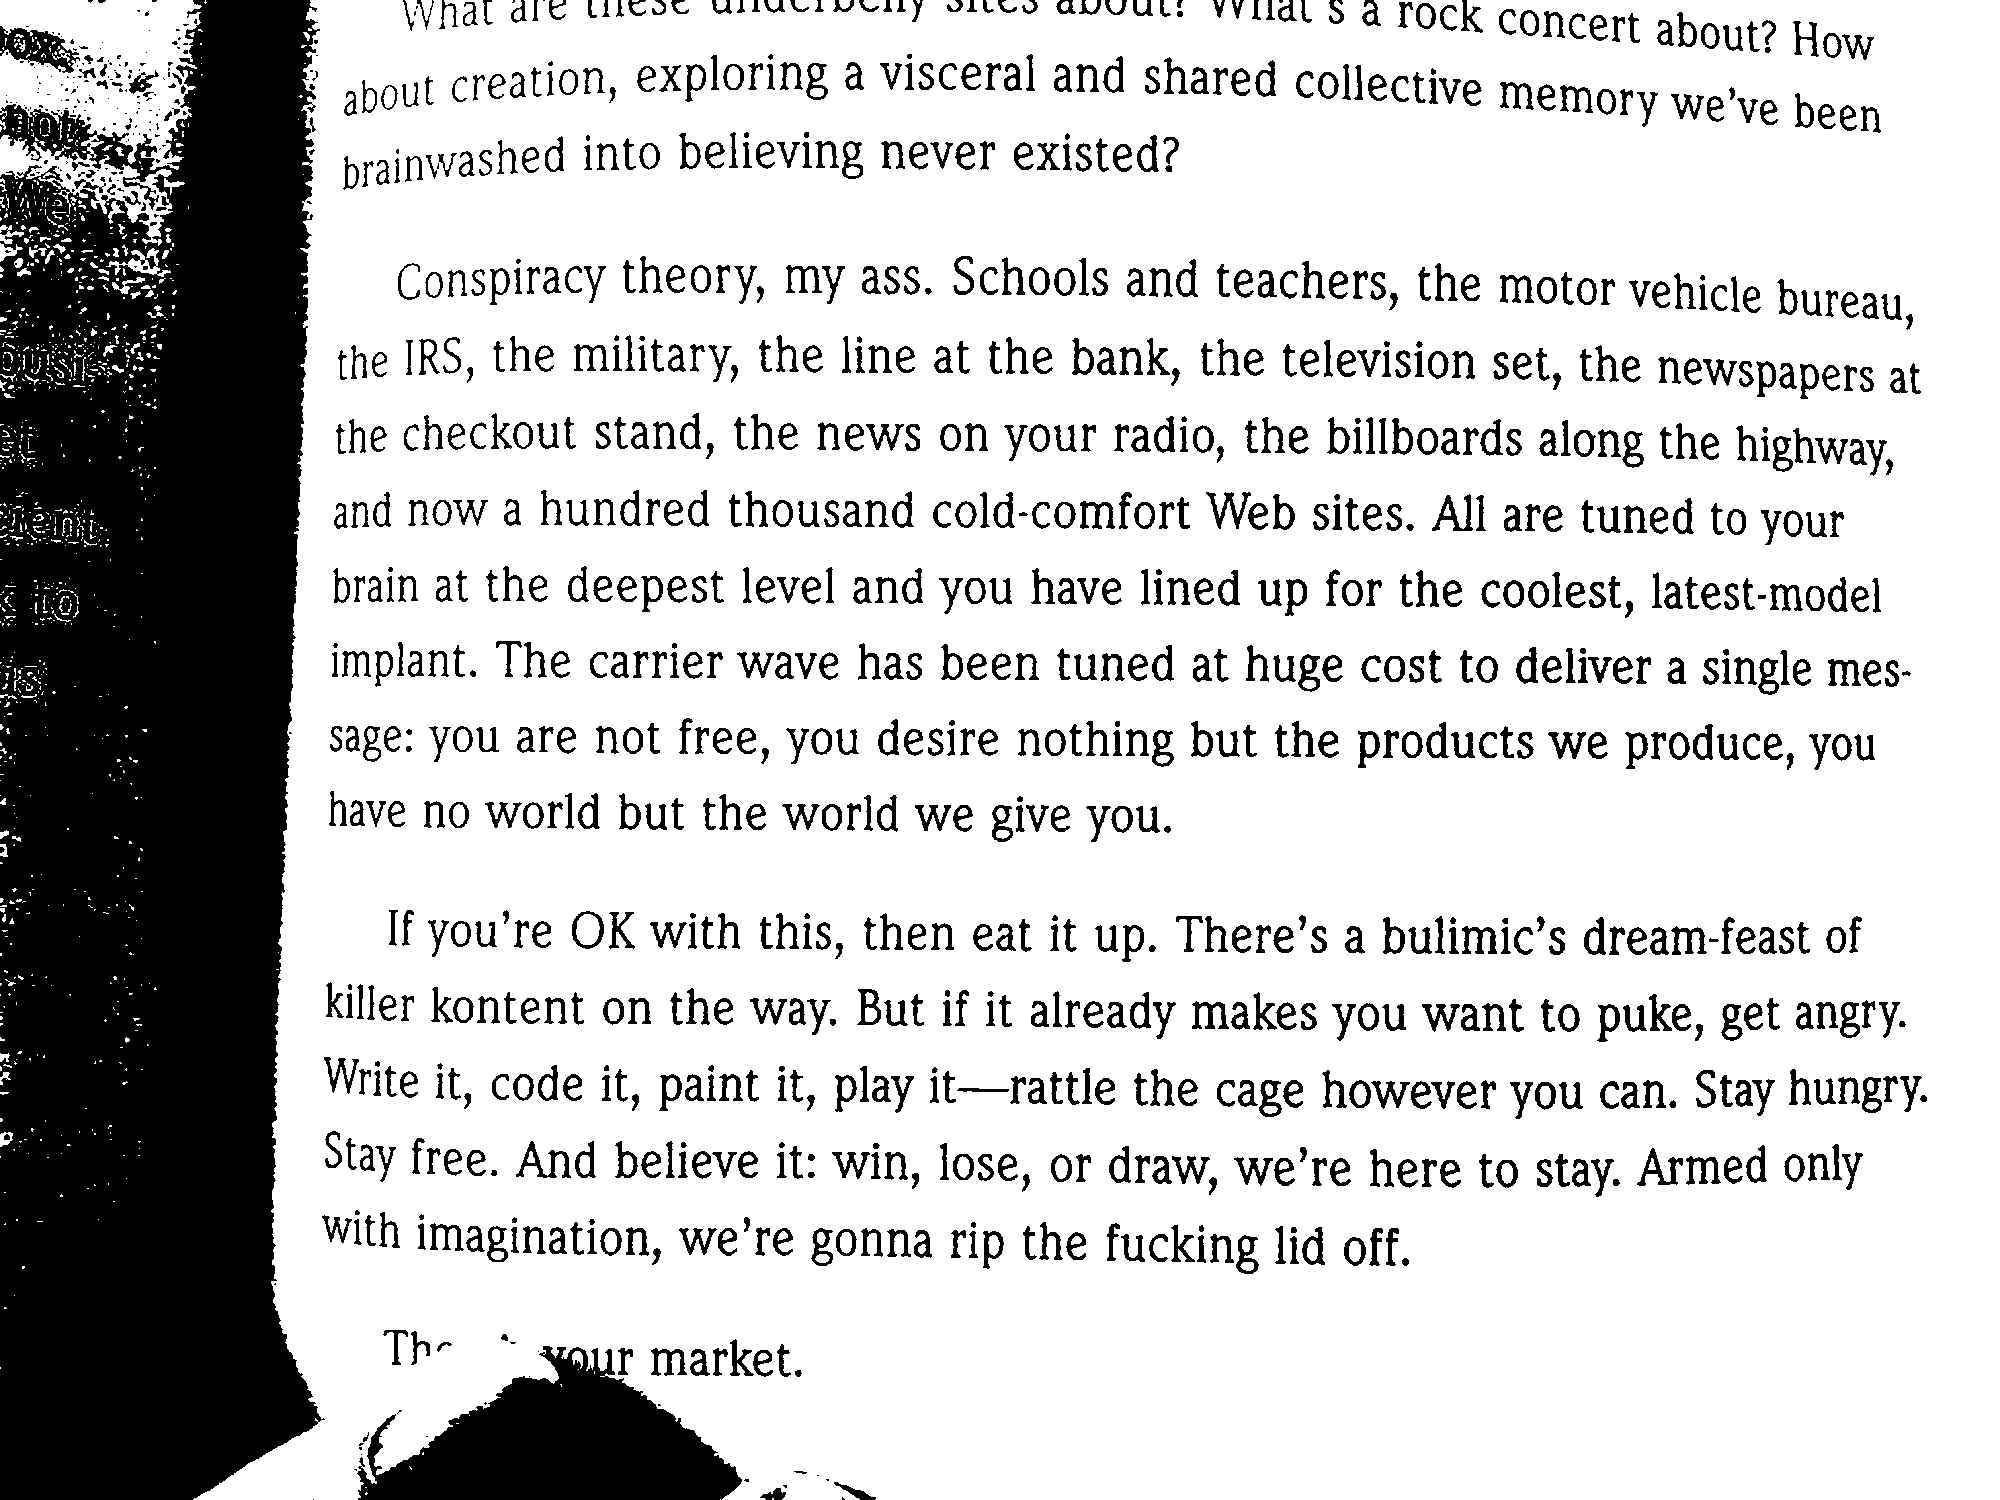 What are these underbelly sites about? What's a rock concert about? How
about creation, exploring a visceral and shared collective memory we've been
brainwashed into believing never existed?
Conspiracy theory, my ass. Schools and teachers, the motor vehicle bureau,
the IRS, the military, the line at the bank, the television set, the newspapers at
the checkout stand, the news on your radio, the billboards along the highway,
and now a hundred thousand cold-comfort Web sites. All are tuned to your
brain at the deepest level and you have lined up for the coolest, latest-model
implant. The carrier wave has been tuned at huge cost to deliver a single mes-
sage: you are not free, you desire nothing but the products we produce, you
have no world but the world we give you.
If you're OK with this, then eat it up. There's a bulimic's dream-feast of
killer kontent on the way. But if it already makes you want to puke, get angry.
Write it, code it, paint it, play it—rattle the cage however you can. Stay hungry.
Stay free. And believe it: win, lose, or draw, we're here to stay. Armed only
with imagination, we're gonna rip the fucking lid off.
your market.